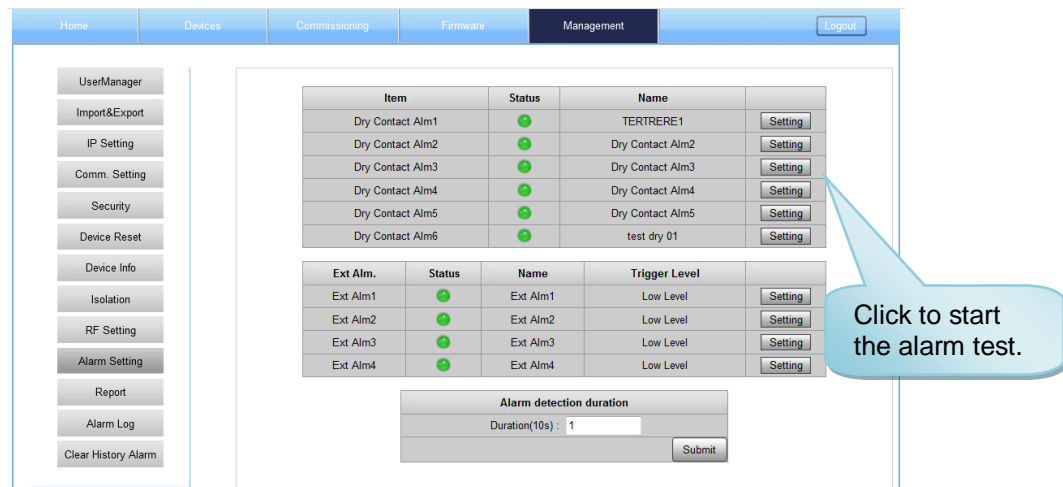 Home Devices Commissioning Firmware Management Logout
UserManager
Import&Export
IP Setting
Comm. Setting
Security
Device Reset
Device Info
Isolation
RF Setting
Alarm Setting
Report
Alarm Log
Clear History Alarm
Item Status Name
Dry Contact Alm1 TERTRERE1 Setting
Dry Contact Alm2 Dry Contact Alm2 Setting
Dry Contact Alm3 Dry Contact Alm3 Setting
Dry Contact Alm4 Dry Contact Alm4 Setting
Dry Contact Alm5 Dry Contact Alm5 Setting
Dry Contact Alm6 test dry 01 Setting
Ext Alm. Status Name Trigger Level
Ext Alm1 Ext Alm1 Low Level Setting
Ext Alm2 Ext Alm2 Low Level Setting
Ext Alm3 Ext Alm3 Low Level Setting
Ext Alm4 Ext Alm4 Low Level Setting
Alarm detection duration
Duration(10s) : 1
Submit
Click to start
the alarm test.